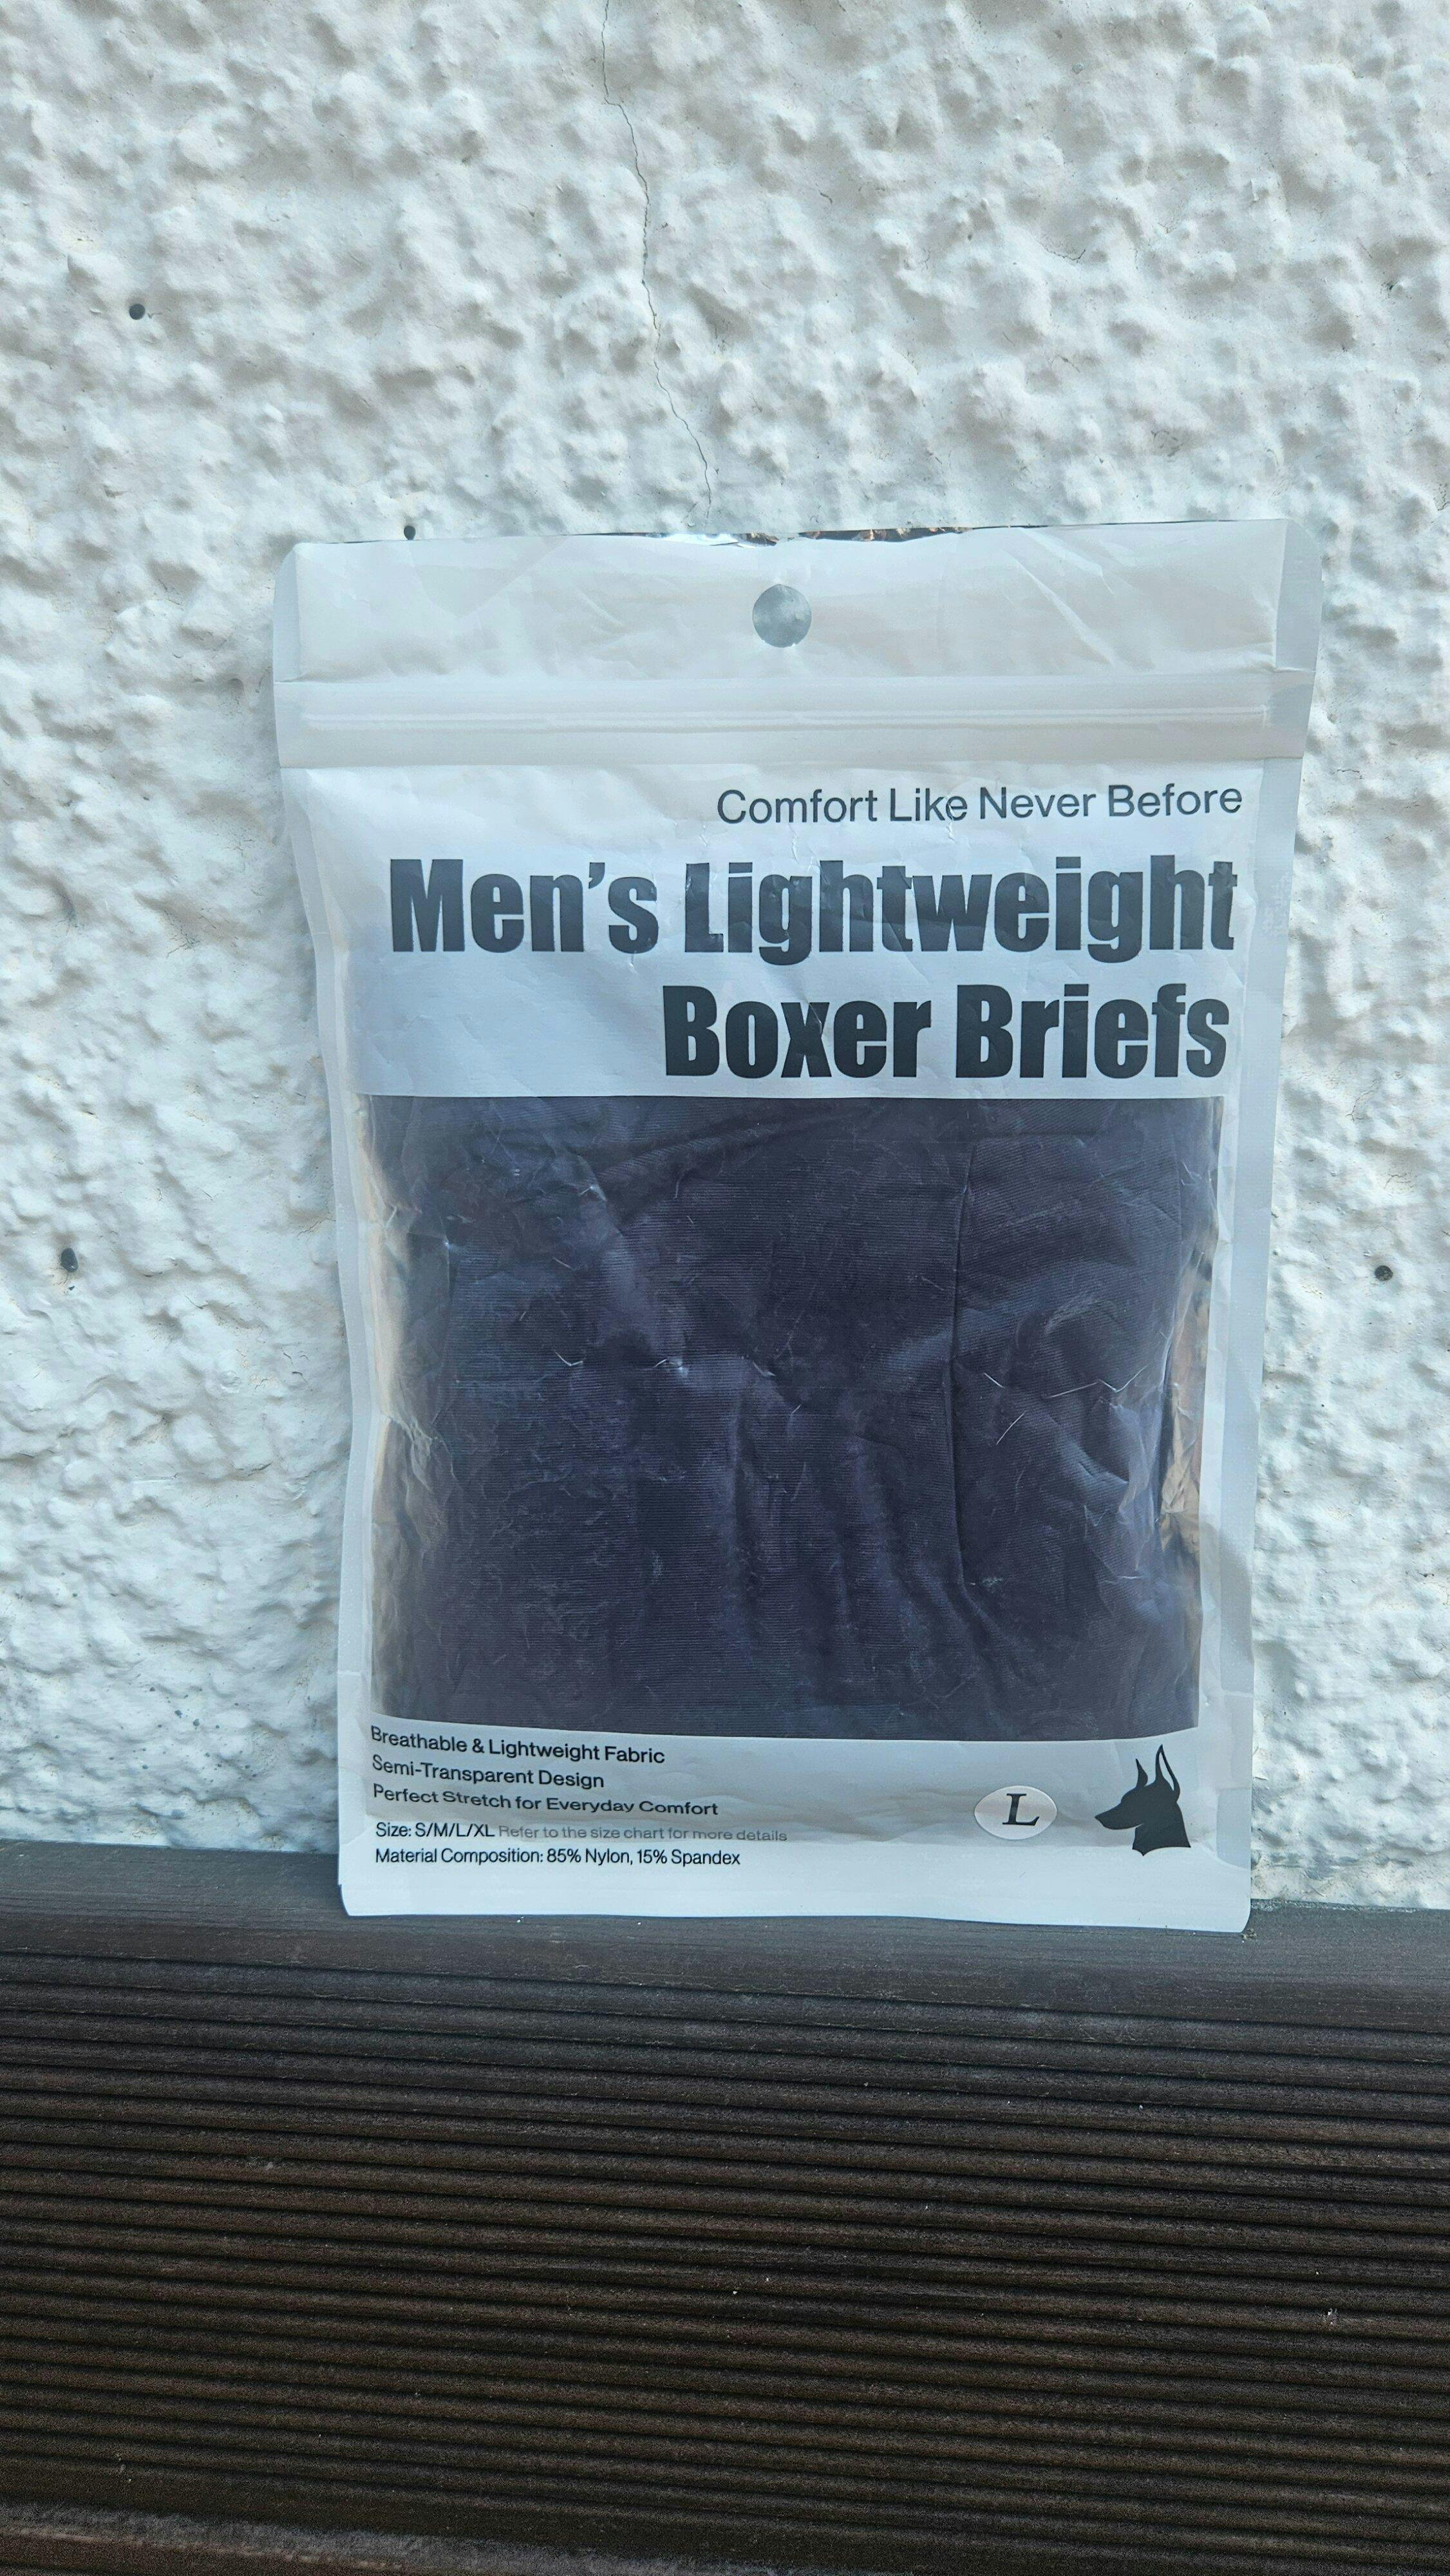 Comfort Like Never Before
Men's Lightweight
Boxer Briefs
Breathable & Lightweight Fabric
Semi-Transparent Design
Perfect Stretch for Everyday Comfort
Size: S/M/L/XL Refer to the size chart for more details
Material Composition: 85% Nylon, 15% Spandex
L